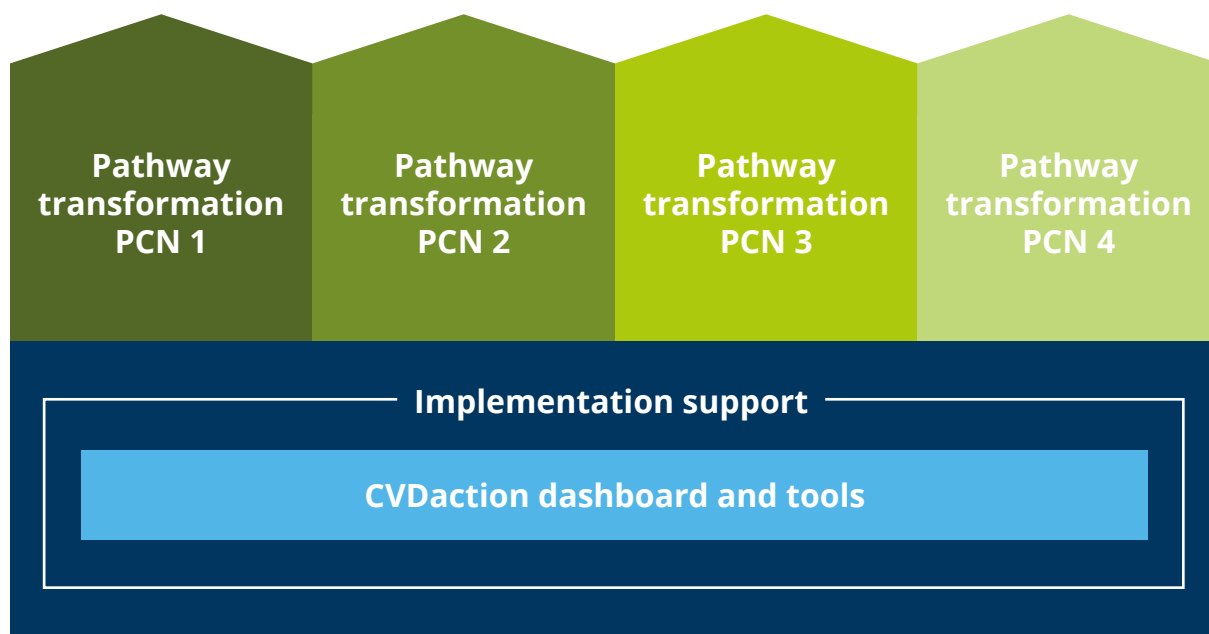 Pathway
transformation
PCN 1
Pathway
transformation
PCN 2
Pathway
transformation
PCN 3
Pathway
transformation
PCN 4
Implementation support
CVDaction dashboard and tools